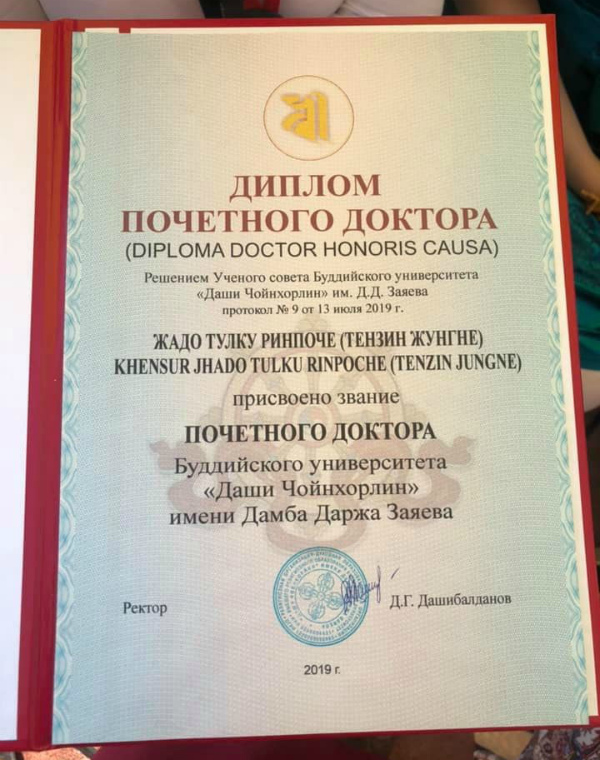 ДИПЛОМ
ПОЧЕТНОГО ДОКТОРА
(DIPLOMA DOCTOR HONORIS CAUSA)
Решением Ученого совета Буддийского университета
«Даши Чойнхорлин» им. Д.Д. Заяева
протокол № 9 от 13 июля 2019 г.
ЖАДО ТУЛКУ РИНПОЧЕ (ТЕНЗИН ЖУНГНЕ)
KHENSUR JHADO TULKU RINPOCHE (TENZIN JUNGNE)
присвоено звание
ПОЧЕТНОГО ДОКТОРА
Буддийского университета
«Даши Чойнхорлин»
имени Дамба Даржа Заяева
Ректор
Д.Г. Дашибалданов
2019 г.